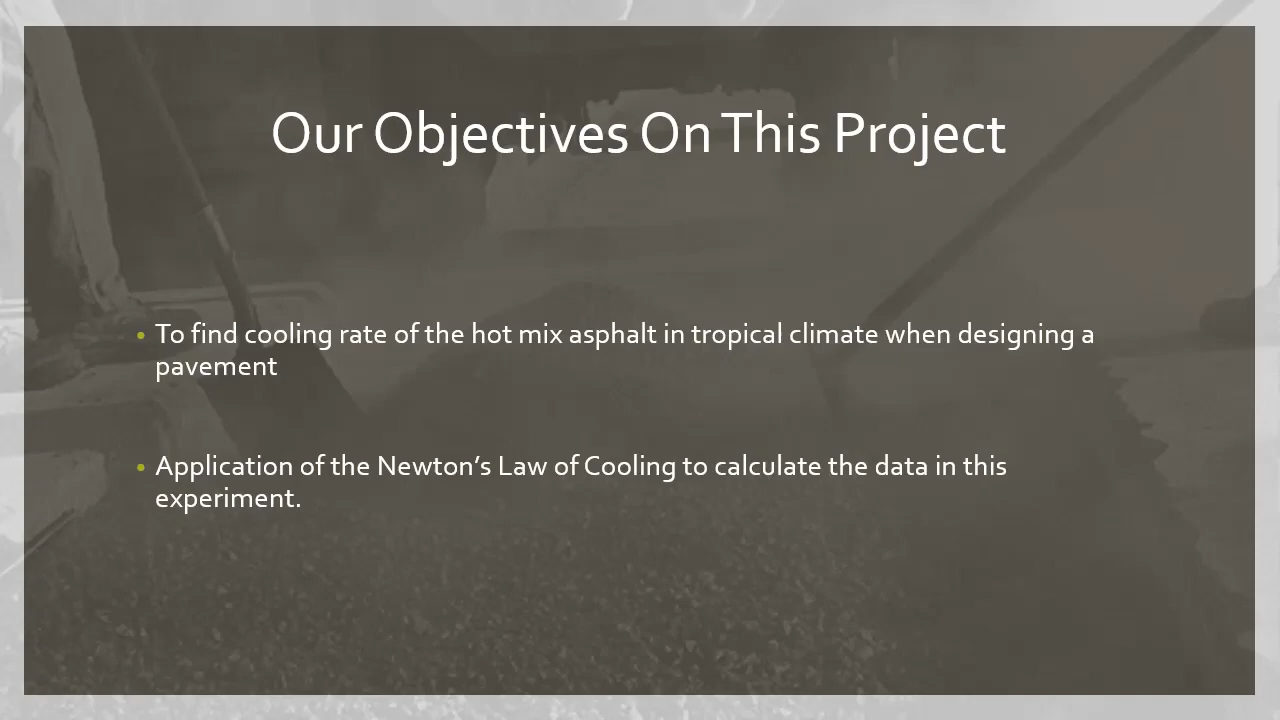 Our Objectives On This Project
• To find cooling rate of the hot mix asphalt in tropical climate when designing a
pavement
• Application of the Newton’s Law of Cooling to calculate the data in this
experiment.